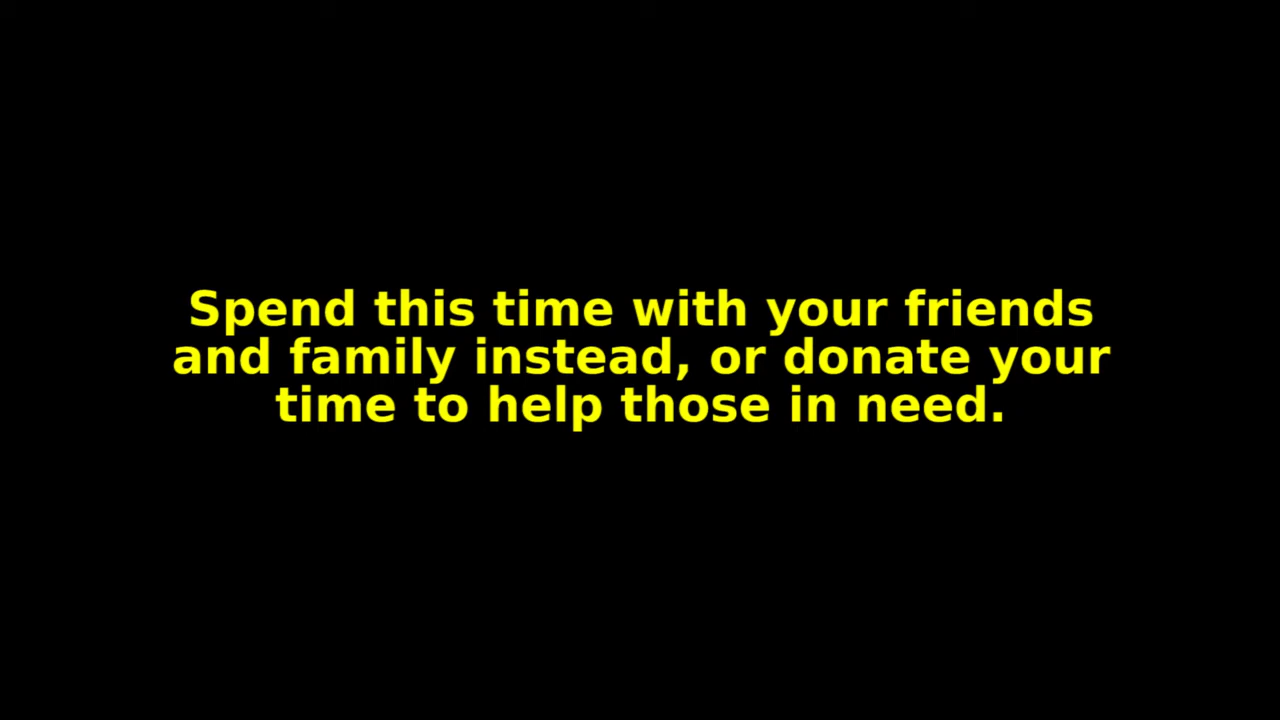 Spend this time with your friends
and family instead, or donate your
time to help those in need.